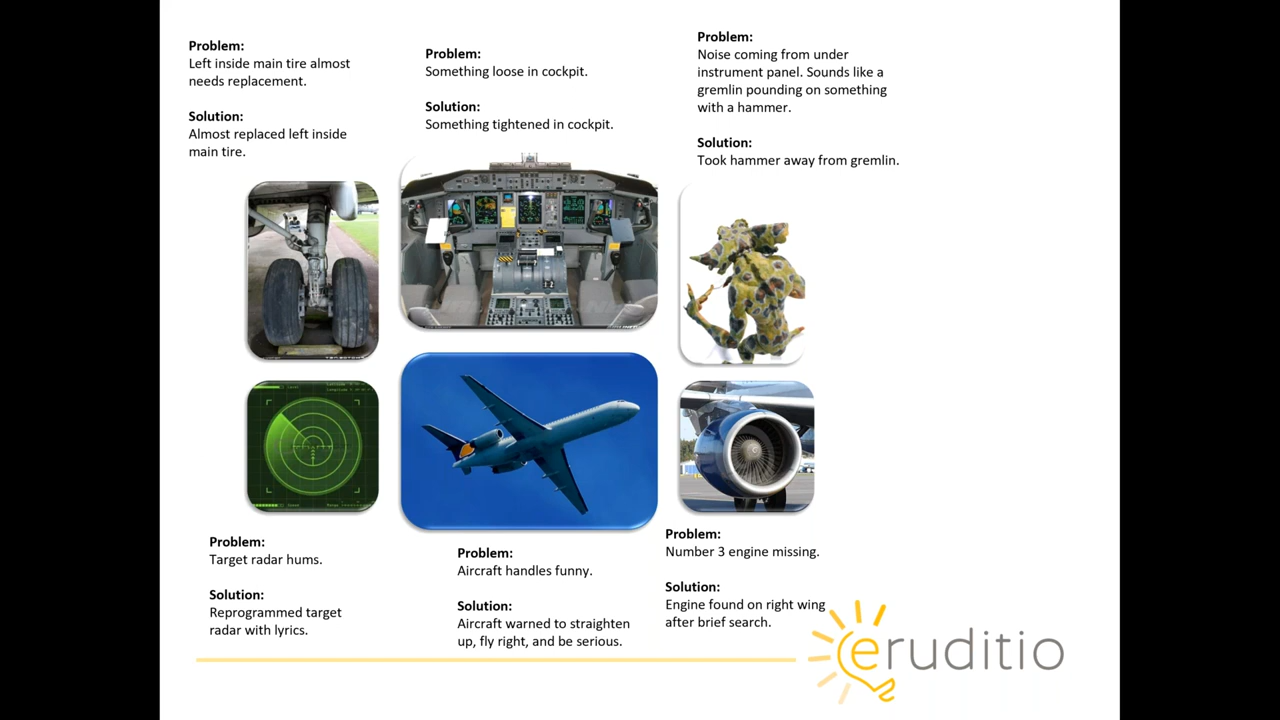 Problem:
Left inside main tire almost
needs replacement.
Solution:
Almost replaced left inside
main tire.
Problem:
Something loose in cockpit.
Solution:
Something tightened in cockpit.
Problem:
Noise coming from under
instrument panel. Sounds like a
gremlin pounding on something
with a hammer.
Solution:
Took hammer away from gremlin.
Problem:
Target radar hums.
Solution:
Reprogrammed target
radar with lyrics.
Problem:
Aircraft handles funny.
Solution:
Aircraft warned to straighten
up, fly right, and be serious.
Problem:
Number 3 engine missing.
Solution:
Engine found on right wing
after brief search.
eruditio